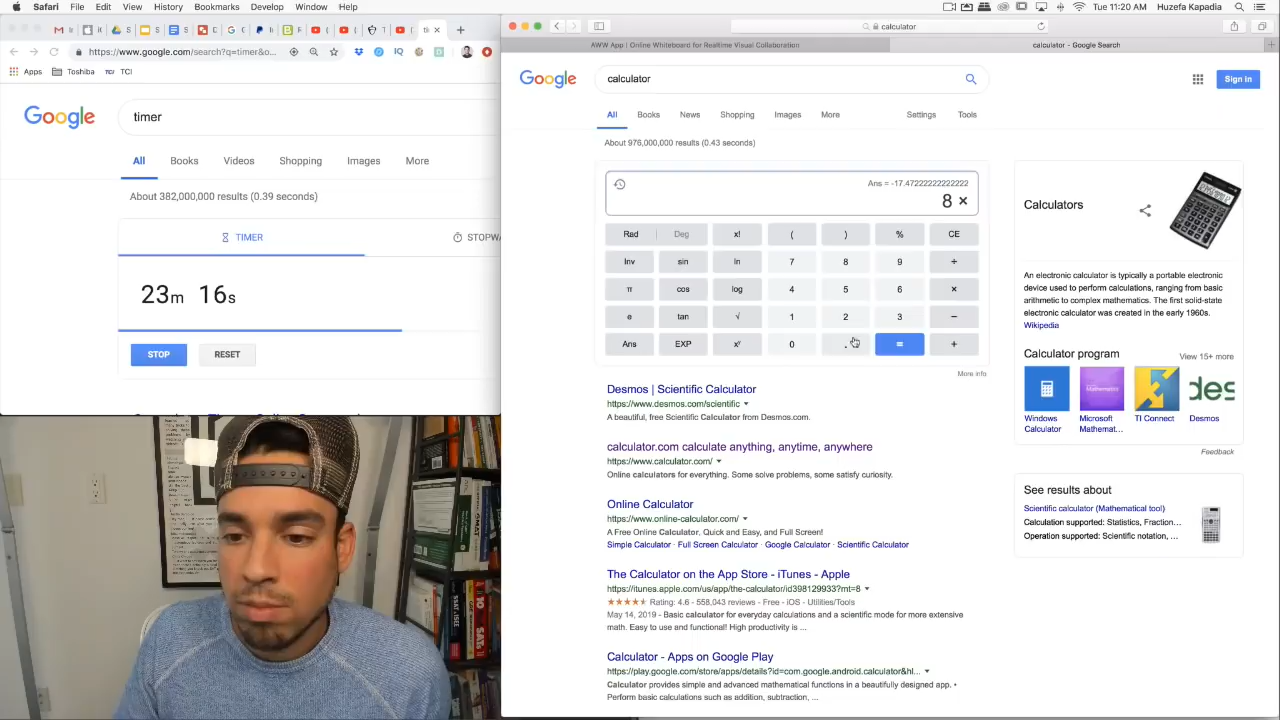 Safari File Edit View History Bookmarks Develop Window Help
Tue 11:20 AM Huzefa Kapadia
https://www.google.com/search?q=timer&o...
Apps Toshiba TCI TCI
Google timer
All Books Videos Shopping Images More
About 382,000,000 results (0.39 seconds)
TIMER STOPW
23m 16s
STOP RESET
calculator
AWW App | Online Whiteboard for Realtime Visual Collaboration
calculator - Google Search
Google calculator
Sign in
All Books News Shopping Images More Settings Tools
About 976,000,000 results (0.43 seconds)
Ans = -17.47222222222222
8 ×
Rad Deg x! ( ) % CE
Inv sin ln 7 8 9 ÷
π cos log 4 5 6 ×
e tan √ 1 2 3 −
Ans EXP xʸ 0 . = +
More info
Desmos | Scientific Calculator
https://www.desmos.com/scientific
A beautiful, free Scientific Calculator from Desmos.com.
calculator.com calculate anything, anytime, anywhere
https://www.calculator.com/
Online calculators for everything. Some solve problems, some satisfy curiosity.
Online Calculator
https://www.online-calculator.com/
A Free Online Calculator, Quick and Easy, and Full Screen!
Simple Calculator · Full Screen Calculator · Google Calculator · Scientific Calculator
The Calculator on the App Store - iTunes - Apple
https://itunes.apple.com/us/app/the-calculator/id398129933?mt=8
Rating: 4.6 - 558,043 reviews - Free - iOS - Utilities/Tools
May 14, 2019 - Basic calculator for everyday calculations and a scientific mode for more extensive
math. Easy to use and functional! High productivity is ...
Calculator - Apps on Google Play
https://play.google.com/store/apps/details?id=com.google.android.calculator&hl...
Calculator provides simple and advanced mathematical functions in a beautifully designed app. •
Perform basic calculations such as addition, subtraction, ...
Calculators
An electronic calculator is typically a portable electronic
device used to perform calculations, ranging from basic
arithmetic to complex mathematics. The first solid-state
electronic calculator was created in the early 1960s.
Wikipedia
Calculator program View 15+ more
Windows Calculator
Microsoft Mathemat...
TI Connect
Desmos
Feedback
See results about
Scientific calculator (Mathematical tool!)
Calculation supported: Statistics, Fraction...
Operation supported: Scientific notation, ...